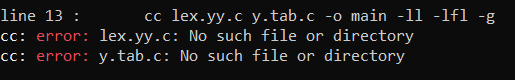 line 13 :       cc lex.yy.c y.tab.c -o main -ll -lfl -g
cc: error: lex.yy.c: No such file or directory
cc: error: y.tab.c: No such file or directory